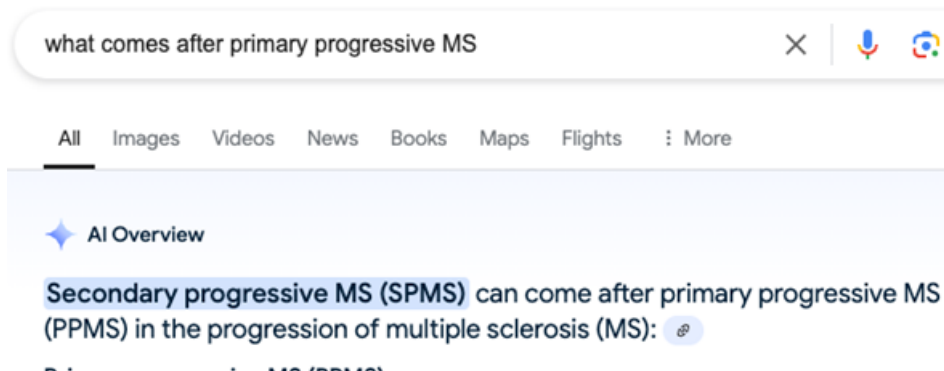 what comes after primary progressive MS
All Images Videos News Books Maps Flights More
AI Overview
Secondary progressive MS (SPMS) can come after primary progressive MS
(PPMS) in the progression of multiple sclerosis (MS):